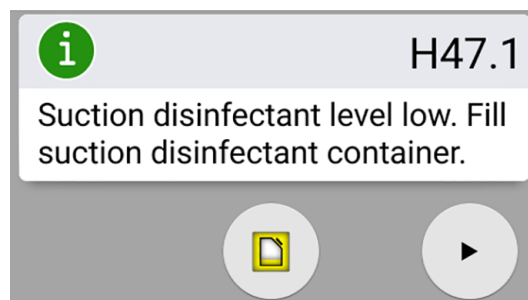 i
H47.1
Suction disinfectant level low. Fill
suction disinfectant container.